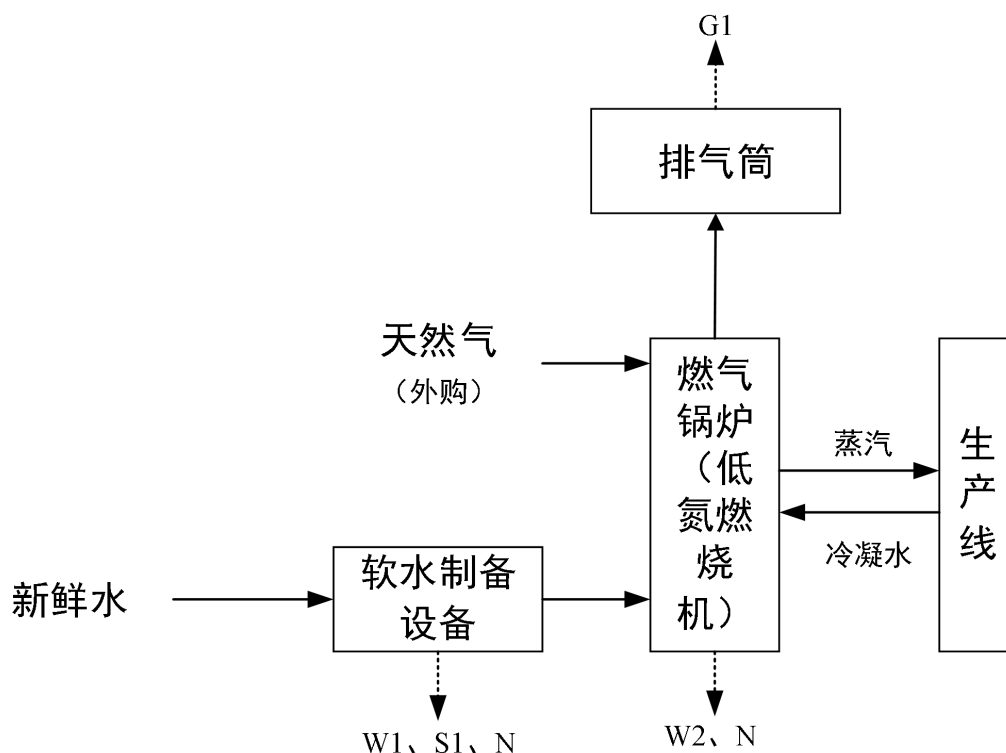 G1
排气筒
天然气
（外购）
燃气
锅炉
（低
氮燃
烧
机）
蒸汽
冷凝水
生
产
线
新鲜水
软水制备
设备
W1、S1、N
W2、N